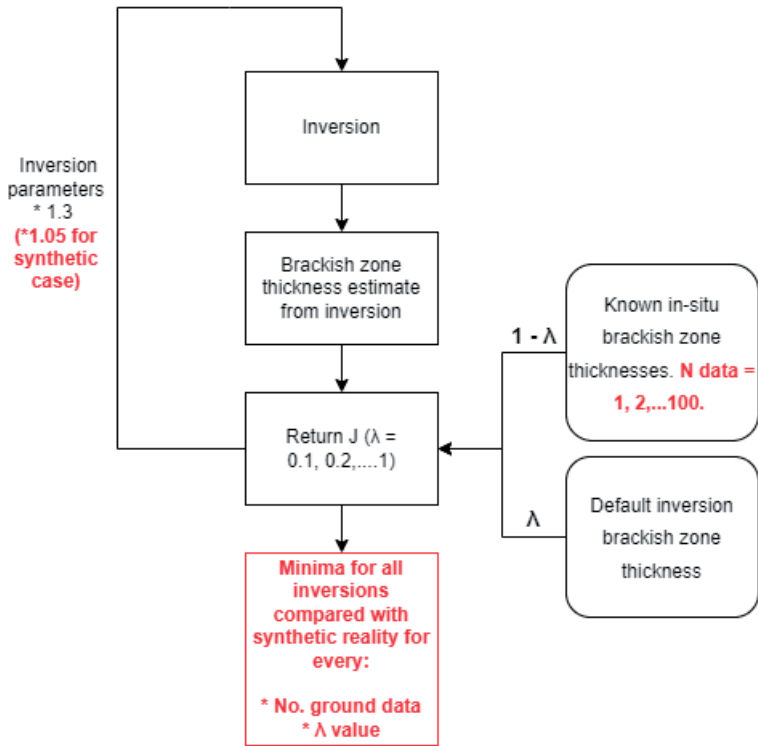 Inversion
Inversion
parameters
* 1.3
(*1.05 for
synthetic
case)
Brackish zone
thickness estimate
from inversion
Known in-situ
brackish zone
thicknesses. N data =
1, 2,...100.
1 - λ
Return J (λ =
0.1, 0.2,....1)
λ
Default inversion
brackish zone
thickness
Minima for all
inversions
compared with
synthetic reality for
every:
* No. ground data
* λ value